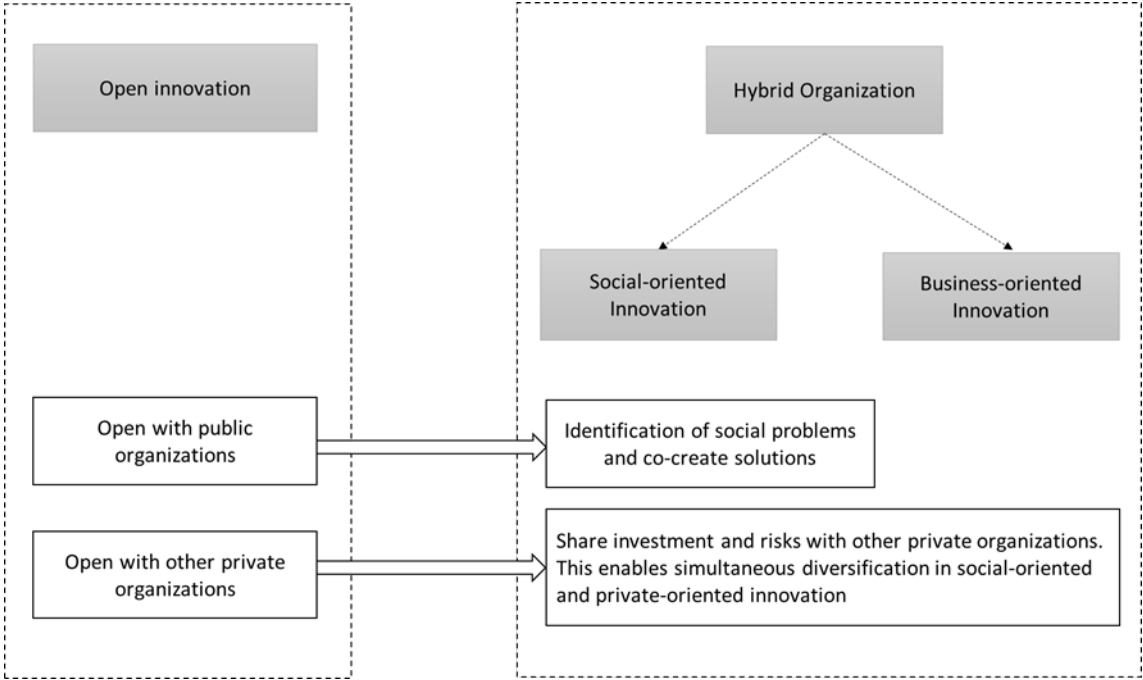 Open innovation
Hybrid Organization
Social-oriented
Innovation
Business-oriented
Innovation
Open with public
organizations
Identification of social problems
and co-create solutions
Open with other private
organizations
Share investment and risks with other private organizations.
This enables simultaneous diversification in social-oriented
and private-oriented innovation